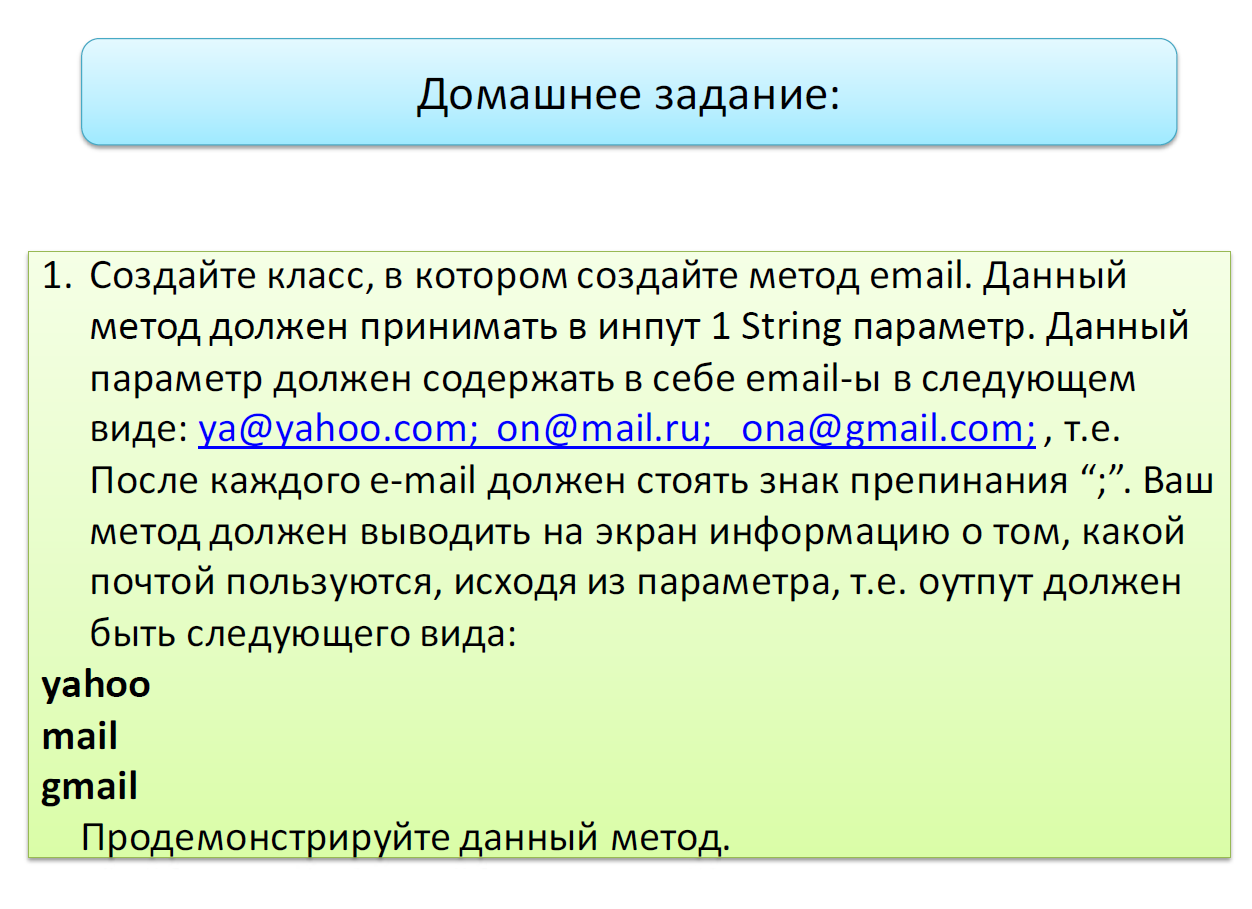 Домашнее задание:
1. Создайте класс, в котором создайте метод email. Данный
метод должен принимать в инпут 1 String параметр. Данный
параметр должен содержать в себе email-ы в следующем
виде: ya@yahoo.com; on@mail.ru; ona@gmail.com; , т.е.
После каждого e-mail должен стоять знак препинания “;”. Ваш
метод должен выводить на экран информацию о том, какой
почтой пользуются, исходя из параметра, т.е. оутпут должен
быть следующего вида:
yahoo
mail
gmail
Продемонстрируйте данный метод.